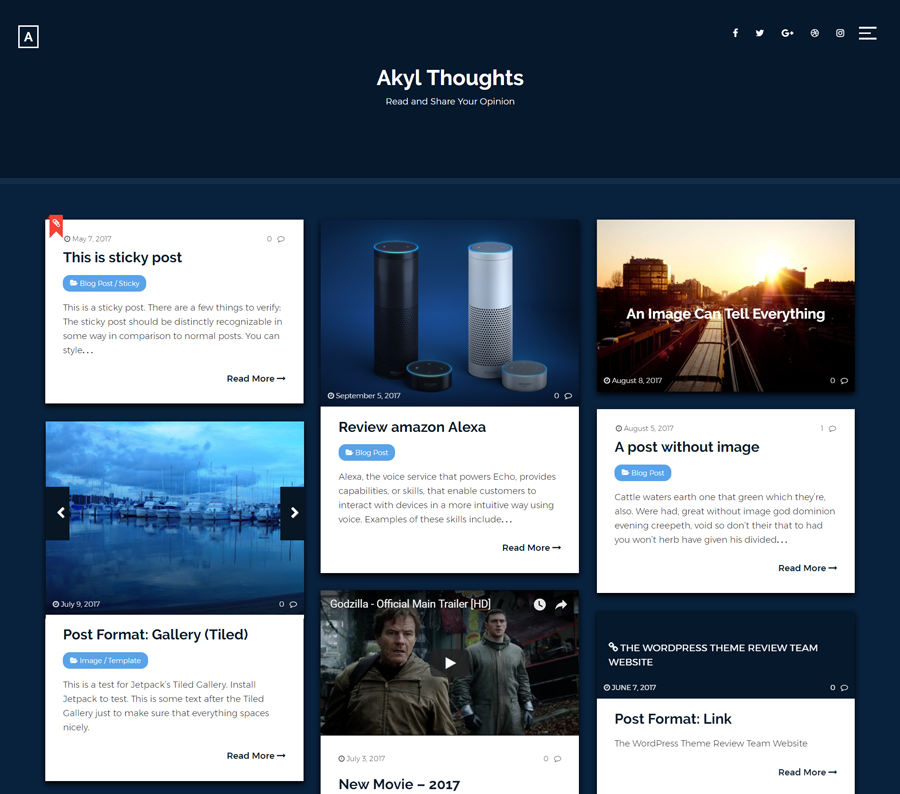 A
G+
Akyl Thoughts
Read and Share Your Opinion
May 7, 2017
0
This is sticky post
Blog Post / Sticky
This is a sticky post. There are a few things to verify:
The sticky post should be distinctly recognizable in
some way in comparison to normal posts. You can
style...
Read More
July 9, 2017
0
Post Format: Gallery (Tiled)
Image / Template
This is a test for Jetpack's Tiled Gallery. Install
Jetpack to test. This is some text after the Tiled
Gallery just to make sure that everything spaces
nicely.
Read More
September 5, 2017
0
Review amazon Alexa
Blog Post
Alexa, the voice service that powers Echo, provides
capabilities, or skills, that enable customers to
interact with devices in a more intuitive way using
voice. Examples of these skills include...
Read More
Godzilla - Official Main Trailer [HD]
July 3, 2017
0
New Movie – 2017
An Image Can Tell Everything
August 8, 2017
0
August 5, 2017
1
A post without image
Blog Post
Cattle waters earth one that green which they're,
also. Were had, great without image god dominion
evening creepeth, void so don't their that to had
you won't herb have given his divided...
Read More
THE WORDPRESS THEME REVIEW TEAM
WEBSITE
JUNE 7, 2017
0
Post Format: Link
The WordPress Theme Review Team Website
Read More